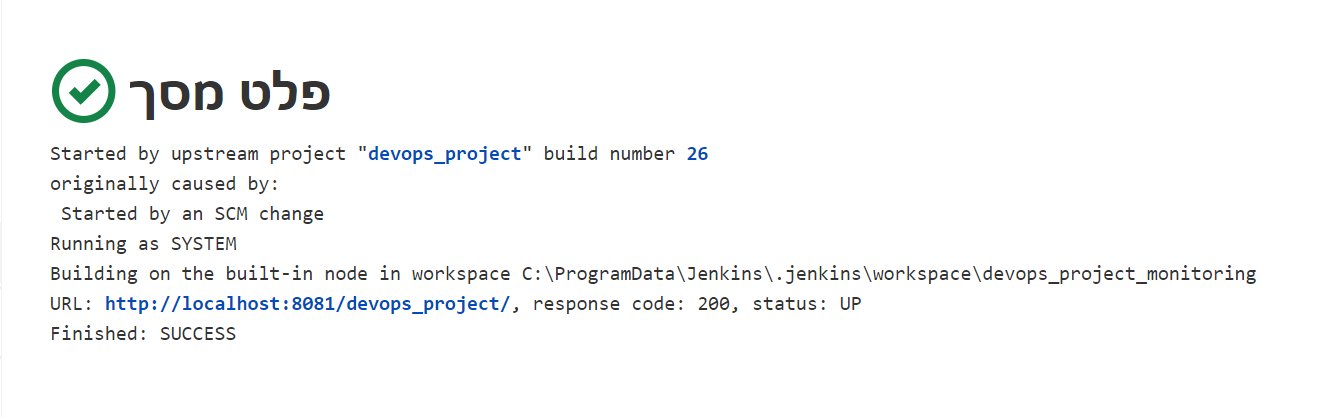 פלט מסך
Started by upstream project "devops_project" build number 26
originally caused by:
 Started by an SCM change
Running as SYSTEM
Building on the built-in node in workspace C:\ProgramData\Jenkins\.jenkins\workspace\devops_project_monitoring
URL: http://localhost:8081/devops_project/, response code: 200, status: UP
Finished: SUCCESS